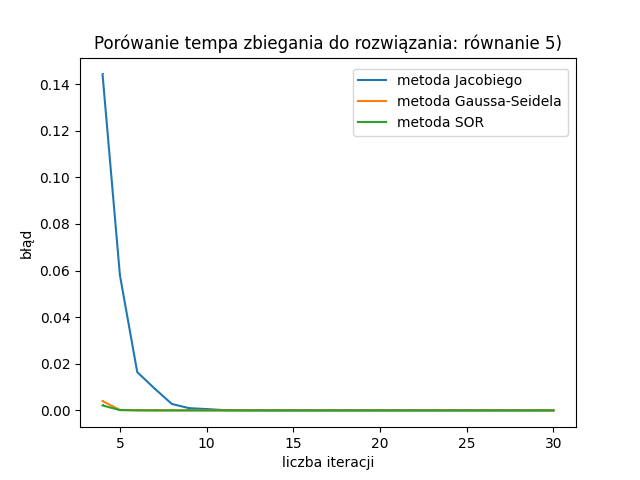 Porówanie tempa zbiegania do rozwiązania: równanie 5)
metoda Jacobiego
metoda Gaussa-Seidela
metoda SOR
błąd
0.14
0.12
0.10
0.08
0.06
0.04
0.02
0.00
5 10 15 20 25 30
liczba iteracji